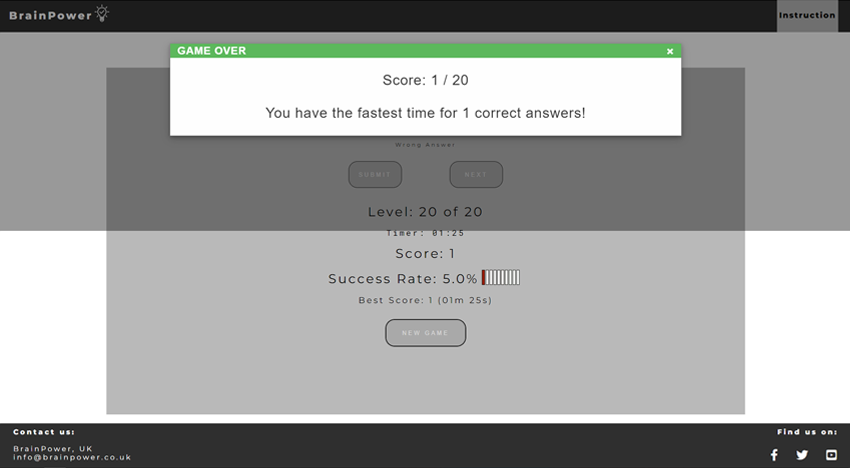 BrainPower
Instruction
GAME OVER
×
Score: 1 / 20
You have the fastest time for 1 correct answers!
Wrong Answer
SUBMIT
NEXT
Level: 20 of 20
Timer: 01:25
Score: 1
Success Rate: 5.0%
Best Score: 1 (01m 25s)
NEW GAME
Contact us:
Find us on:
BrainPower, UK
info@brainpower.co.uk